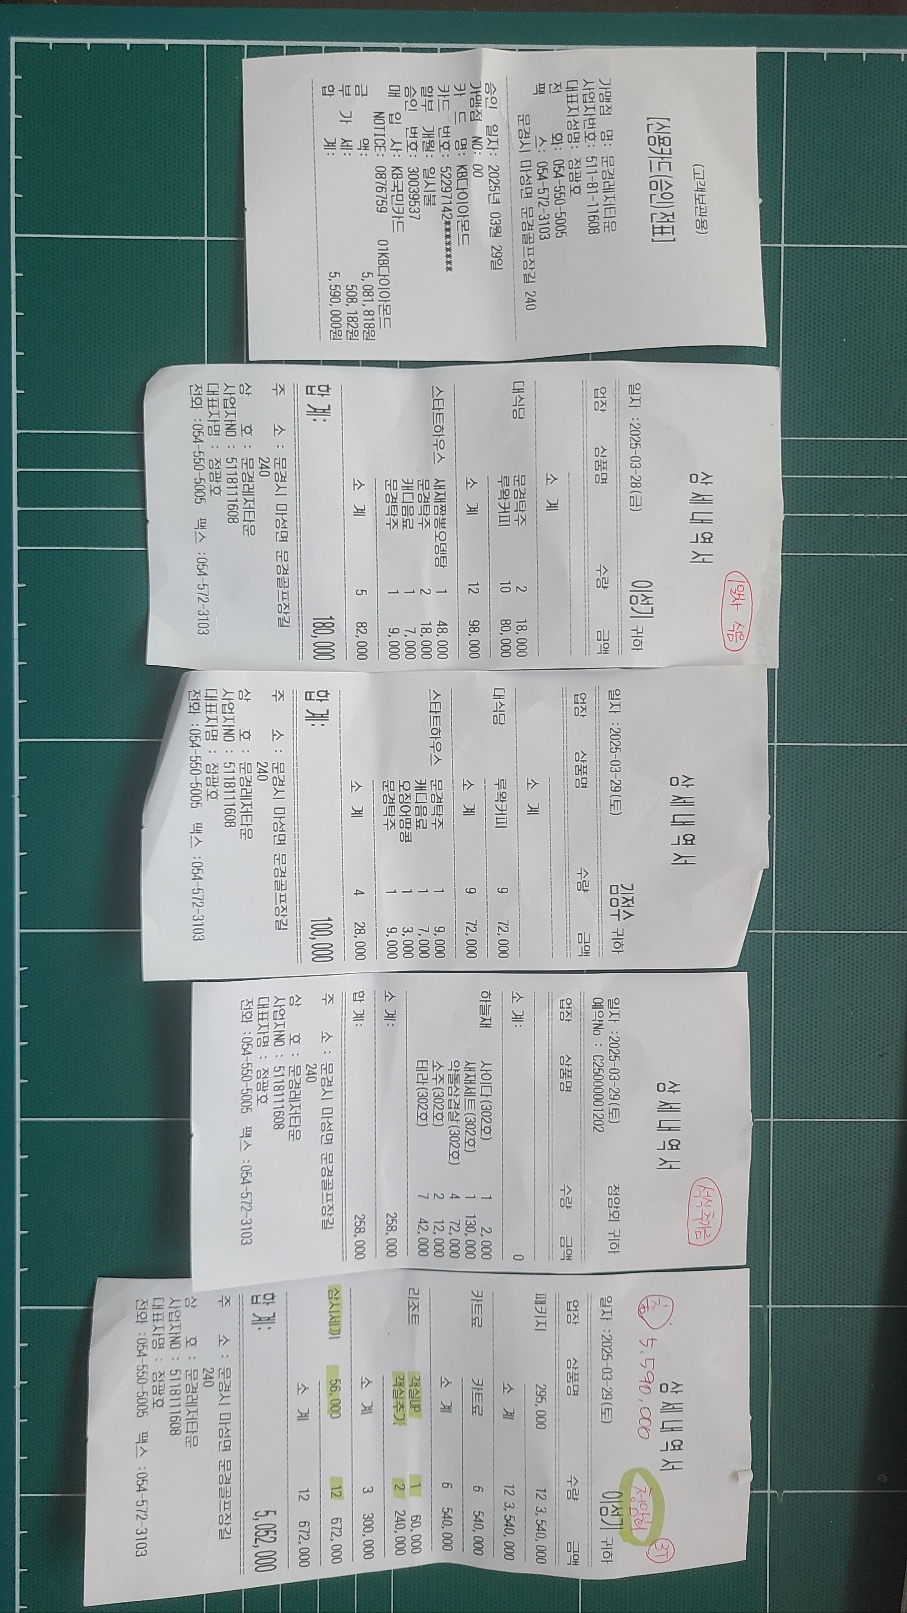 (고객보관용)
[신용카드(승인)전표]
가맹점 명: 문경레저타운
사업자번호: 511-81-11608
대표자성명: 정광호
전 화: 054-550-5005
팩 스: 054-572-3103
문경시 마성면 문경골프장길 240
승인 일자: 2025년 03월 29일
가맹점 NO: 00
카 드 명: KB다이아몬드
카드 번호: 52297142********
할부 개월: 일시불
승인 번호: 30039537
매 입 사: KB국민카드
NOTICE: 0876759 01KB다이아몬드
금 액: 5,081,818원
부 가 세: 508,182원
합 계: 5,590,000원
1일차 식음
상세내역서
이성기 귀하
일자 :2025-03-28(금)
업장 상품명 수량 금액
소 계
대식당 문경탁주 2 18,000
루왁커피 10 80,000
소 계 12 98,000
스타트하우스 새재짬뽕오뎅탕 1 48,000
문경탁주 2 18,000
캐디음료 1 7,000
문경탁주 1 9,000
소 계 5 82,000
합 계: 180,000
주 소 : 문경시 마성면 문경골프장길
240
상 호 : 문경레저타운
사업자NO : 5118111608
대표자명 : 정광호
전화 :054-550-5005 팩스 :054-572-3103
상세내역서
귀하
일자 :2025-03-29(토)
업장 상품명 수량 금액
소 계
대식당 루왁커피 9 72,000
소 계 9 72,000
스타트하우스 문경탁주 1 9,000
캐디음료 1 7,000
오징어땅콩 1 3,000
문경탁주 1 9,000
소 계 4 28,000
합 계: 100,000
주 소 : 문경시 마성면 문경골프장길
240
상 호 : 문경레저타운
사업자NO : 5118111608
대표자명 : 정광호
전화 :054-550-5005 팩스 :054-572-3103
석식
상세내역서
일자 :2025-03-29(토) 정암회 귀하
예약No : C25000001202
업장 상품명 수량 금액
0
소 계:
하늘재 사이다(302호) 1 2,000
새재세트(302호) 1 130,000
약돌삼겹살(302호) 4 72,000
소주(302호) 2 12,000
테라(302호) 7 42,000
소 계: 258,000
합 계: 258,000
주 소 : 문경시 마성면 문경골프장길
240
상 호 : 문경레저타운
사업자NO : 5118111608
대표자명 : 정광호
전화 :054-550-5005 팩스 :054-572-3103
상세내역서
3T
총 5,590,000
정암회
이성기 귀하
일자 :2025-03-29(토)
업장 상품명 수량 금액
패키지 295,000 12 3,540,000
소 계 12 3,540,000
카트료 카트료 6 540,000
소 계 6 540,000
리조트 객실UP 1 60,000
객실추가 2 240,000
소 계 3 300,000
삼시세끼 56,000 12 672,000
소 계 12 672,000
합 계: 5,052,000
주 소 : 문경시 마성면 문경골프장길
240
상 호 : 문경레저타운
사업자NO : 5118111608
대표자명 : 정광호
전화 :054-550-5005 팩스 :054-572-3103